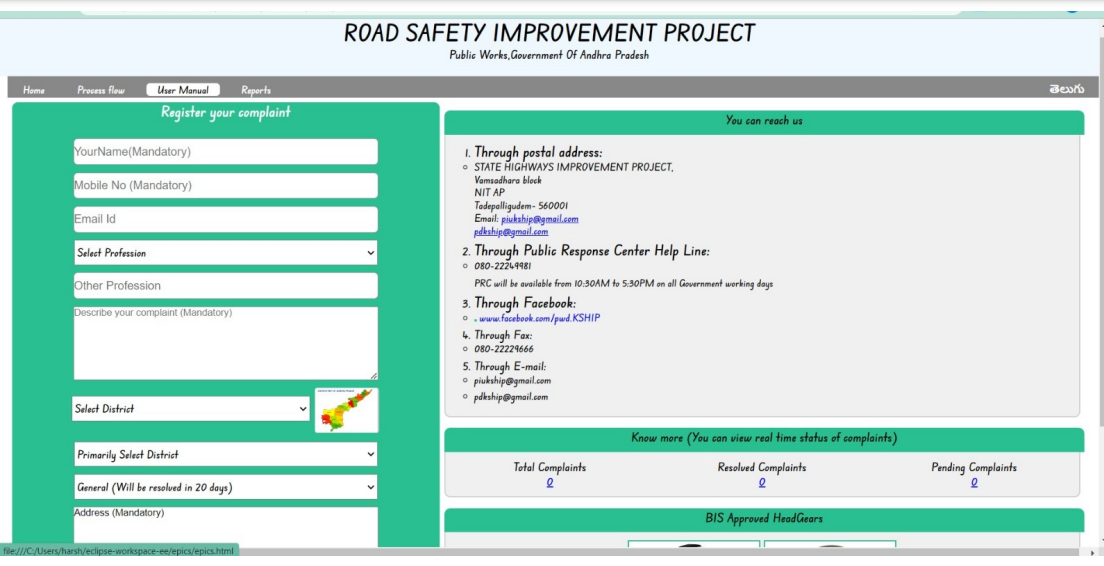 ROAD SAFETY IMPROVEMENT PROJECT
Public Works,Government Of Andhra Pradesh
Home Process flow User Manual Reports తెలుగు
Register your complaint
YourName(Mandatory)
Mobile No (Mandatory)
Email Id
Select Profession
Other Profession
Describe your complaint (Mandatory)
Select District
Primarily Select District
General (Will be resolved in 20 days)
Address (Mandatory)
You can reach us
1. Through postal address:
STATE HIGHWAYS IMPROVEMENT PROJECT,
Vamsadhara block
NIT AP
Tadepalligudem- 560001
Email: piukship@gmail.com
pdkship@gmail.com
2. Through Public Response Center Help Line:
080-22249981
PRC will be available from 10:30AM to 5:30PM on all Government working days
3. Through Facebook:
www.facebook.com/pwd.KSHIP
4. Through Fax:
080-22229666
5. Through E-mail:
piukship@gmail.com
pdkship@gmail.com
Know more (You can view real time status of complaints)
Total Complaints Resolved Complaints Pending Complaints
0 0 0
BIS Approved HeadGears
file:///C:/Users/harsh/eclipse-workspace-ee/epics/epics.html